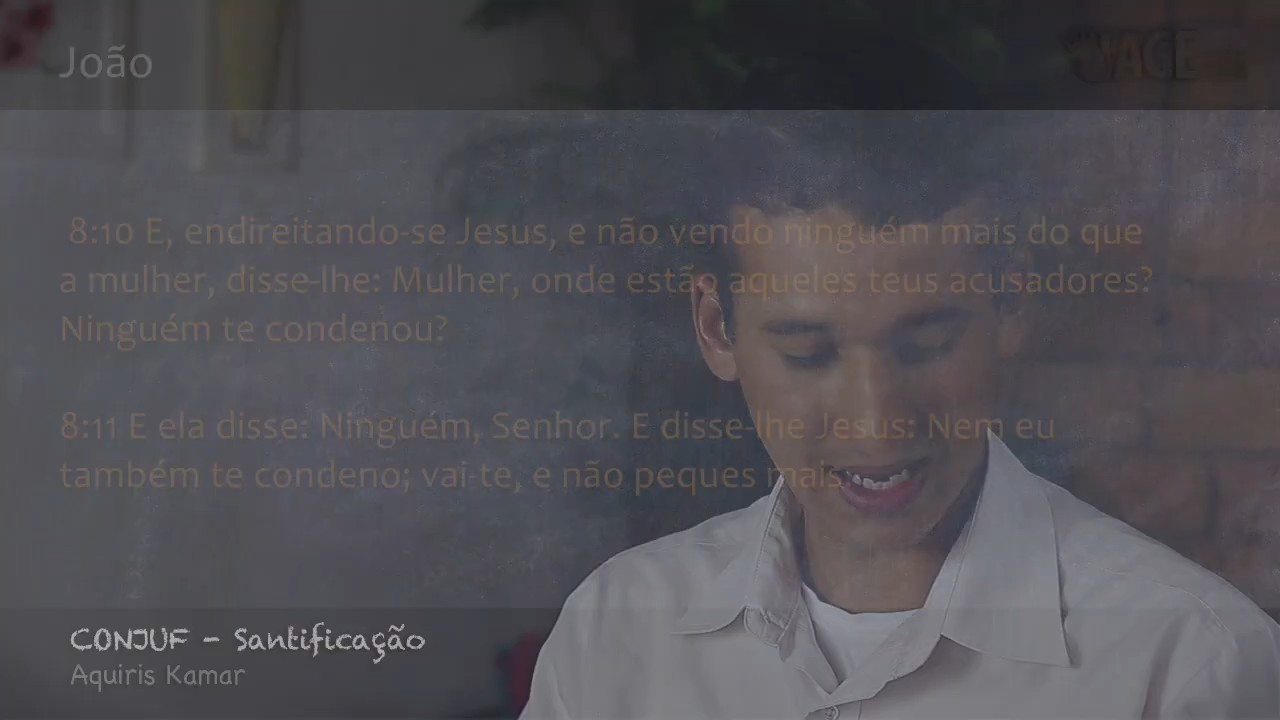 João
JAGE
8:10 E, endireitando-se Jesus, e não vendo ninguém mais do que
a mulher, disse-lhe: Mulher, onde estão aqueles teus acusadores?
Ninguém te condenou?
8:11 E ela disse: Ninguém, Senhor. E disse-lhe Jesus: Nem eu
também te condeno; vai-te, e não peques mais.
CONJUF - Santificação
Aquiris Kamar